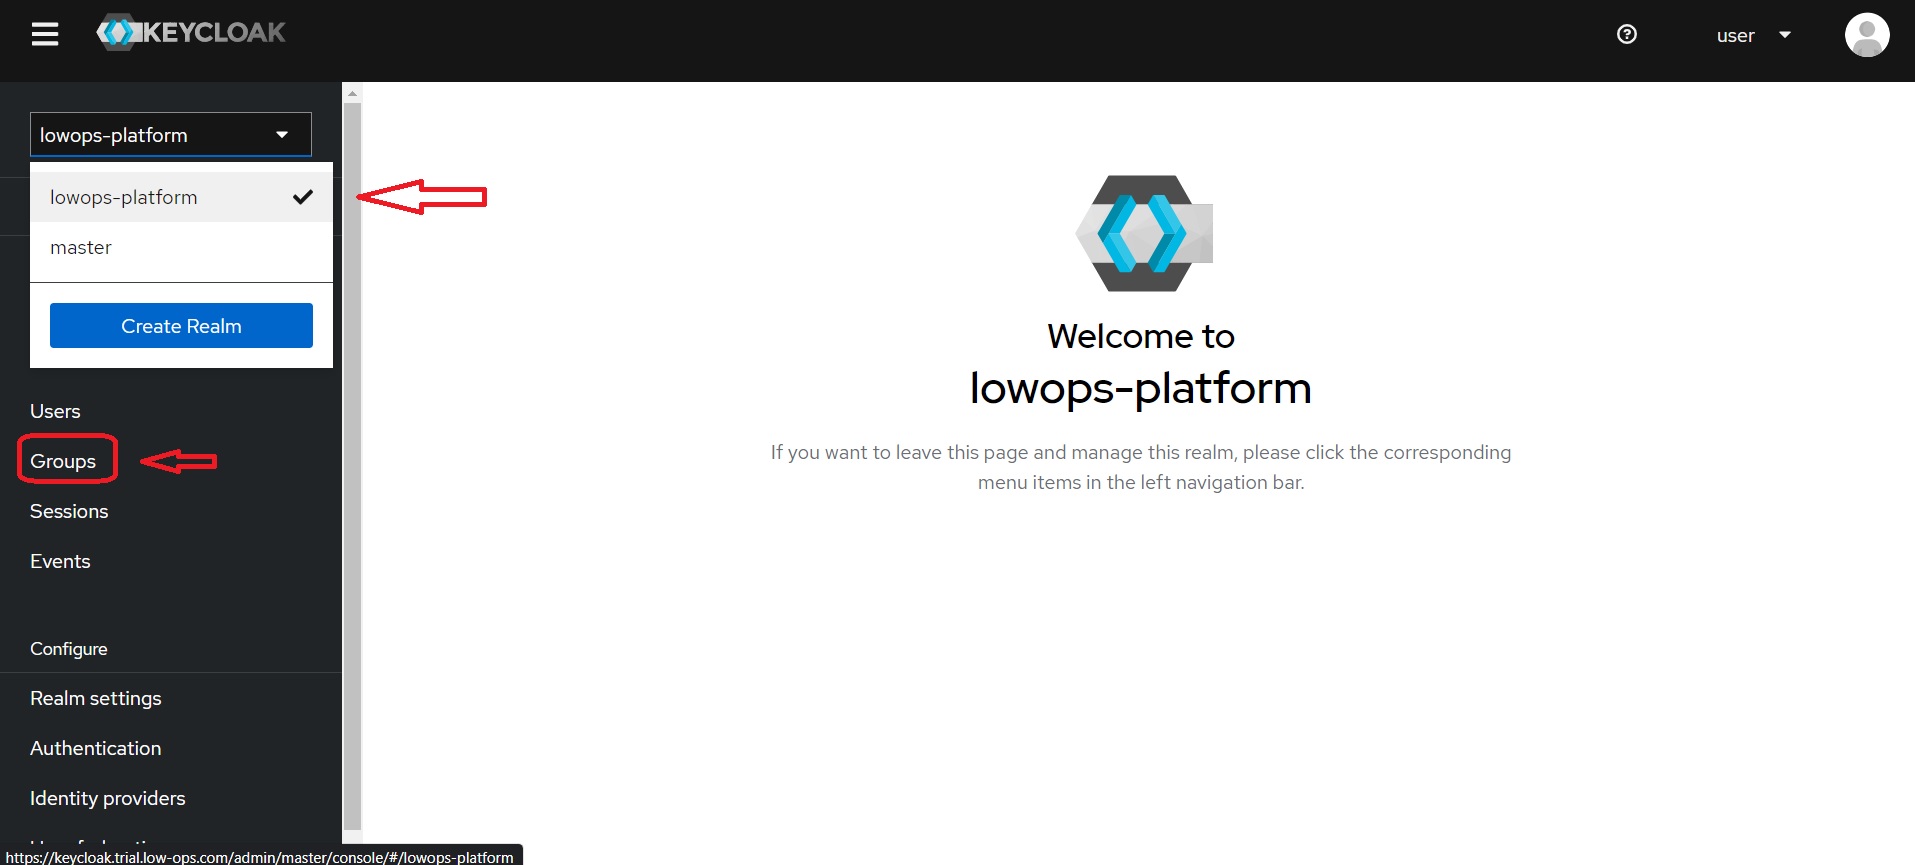 KEYCLOAK
user
lowops-platform
lowops-platform
master
Create Realm
Users
Groups
Sessions
Events
Configure
Realm settings
Authentication
Identity providers
Welcome to
lowops-platform
If you want to leave this page and manage this realm, please click the corresponding
menu items in the left navigation bar.
https://keycloak.trial.low-ops.com/admin/master/console/#/lowops-platform